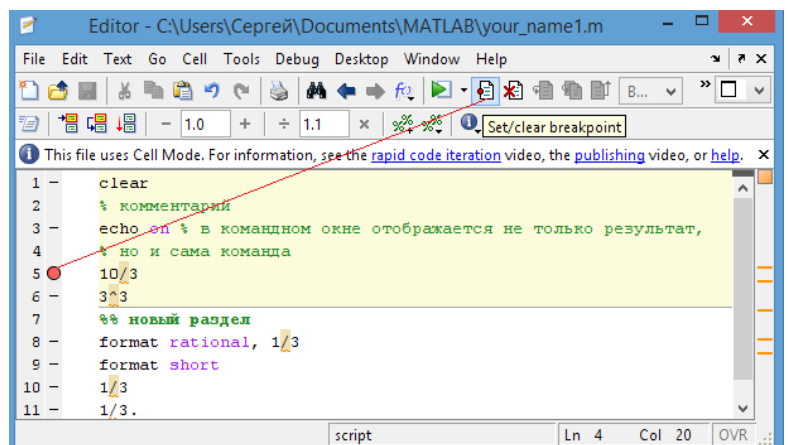 Editor - C:\Users\Сергей\Documents\MATLAB\your_name1.m
File Edit Text Go Cell Tools Debug Desktop Window Help
B...
1.0 1.1
Set/clear breakpoint
This file uses Cell Mode. For information, see the rapid code iteration video, the publishing video, or help.
1 - clear
2 % комментарий
3 - echo on % в командном окне отображается не только результат,
4 % но и сама команда
5 10/3
6 - 3^3
7 %% новый раздел
8 - format rational, 1/3
9 - format short
10 - 1/3
11 - 1/3.
script Ln 4 Col 20 OVR